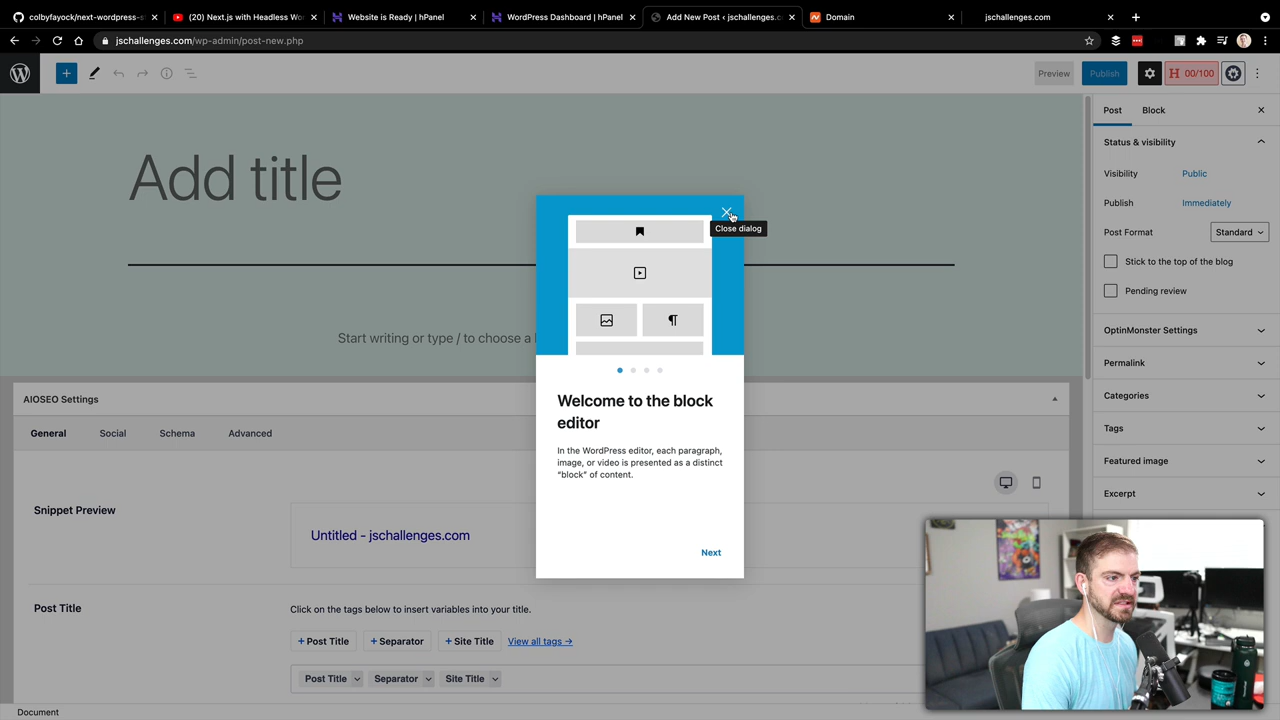 colbyfayock/next-wordpress-st
(20) Next.js with Headless Wor
Website is Ready | hPanel
WordPress Dashboard | hPanel
Add New Post ‹ jschallenges.co
Domain
jschallenges.com
jschallenges.com/wp-admin/post-new.php
Preview
Publish
H 00/100
Add title
Post
Block
Status & visibility
Visibility
Public
Publish
Immediately
Post Format
Standard
Stick to the top of the blog
Pending review
Close dialog
Start writing or type / to choose a
OptinMonster Settings
Permalink
Categories
Tags
Featured image
Excerpt
AIOSEO Settings
General
Social
Schema
Advanced
Welcome to the block
editor
In the WordPress editor, each paragraph,
image, or video is presented as a distinct
“block” of content.
Next
Snippet Preview
Untitled - jschallenges.com
Post Title
Click on the tags below to insert variables into your title.
+ Post Title
+ Separator
+ Site Title
View all tags →
Post Title
Separator
Site Title
Document